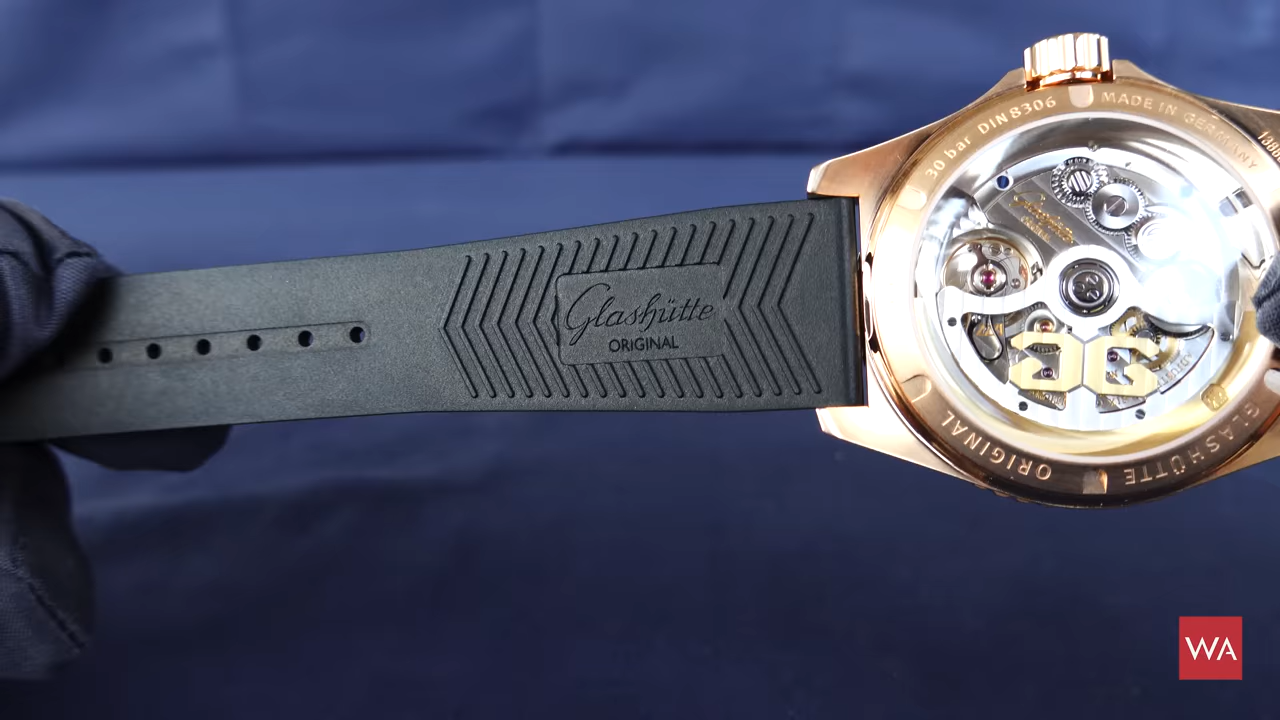 Glashütte
ORIGINAL
30 bar DIN 8306 MADE IN GERMANY
GLASHÜTTE ORIGINAL
WA